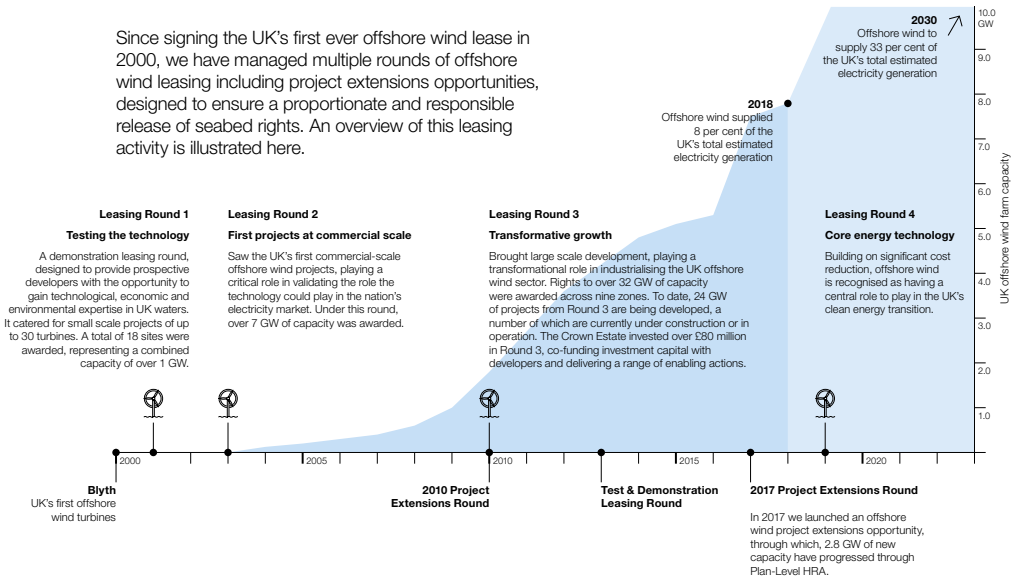 Since signing the UK's first ever offshore wind lease in
2000, we have managed multiple rounds of offshore
wind leasing including project extensions opportunities,
designed to ensure a proportionate and responsible
release of seabed rights. An overview of this leasing
activity is illustrated here.
2030
Offshore wind to
supply 33 per cent of
the UK's total estimated
electricity generation
2018
Offshore wind supplied
8 per cent of the
UK's total estimated
electricity generation
10.0
GW
9.0
8.0
7.0
6.0
5.0
4.0
3.0
2.0
1.0
UK offshore wind farm capacity
Leasing Round 1
Testing the technology
A demonstration leasing round,
designed to provide prospective
developers with the opportunity to
gain technological, economic and
environmental expertise in UK waters.
It catered for small scale projects of up
to 30 turbines. A total of 18 sites were
awarded, representing a combined
capacity of over 1 GW.
Leasing Round 2
First projects at commercial scale
Saw the UK's first commercial-scale
offshore wind projects, playing a
critical role in validating the role the
technology could play in the nation's
electricity market. Under this round,
over 7 GW of capacity was awarded.
Leasing Round 3
Transformative growth
Brought large scale development, playing a
transformational role in industrialising the UK offshore
wind sector. Rights to over 32 GW of capacity
were awarded across nine zones. To date, 24 GW
of projects from Round 3 are being developed, a
number of which are currently under construction or in
operation. The Crown Estate invested over £80 million
in Round 3, co-funding investment capital with
developers and delivering a range of enabling actions.
Leasing Round 4
Core energy technology
Building on significant cost
reduction, offshore wind
is recognised as having a
central role to play in the UK's
clean energy transition.
2000
2005
2010
2015
2020
Blyth
UK's first offshore
wind turbines
2010 Project
Extensions Round
Test & Demonstration
Leasing Round
2017 Project Extensions Round
In 2017 we launched an offshore
wind project extensions opportunity,
through which, 2.8 GW of new
capacity have progressed through
Plan-Level HRA.